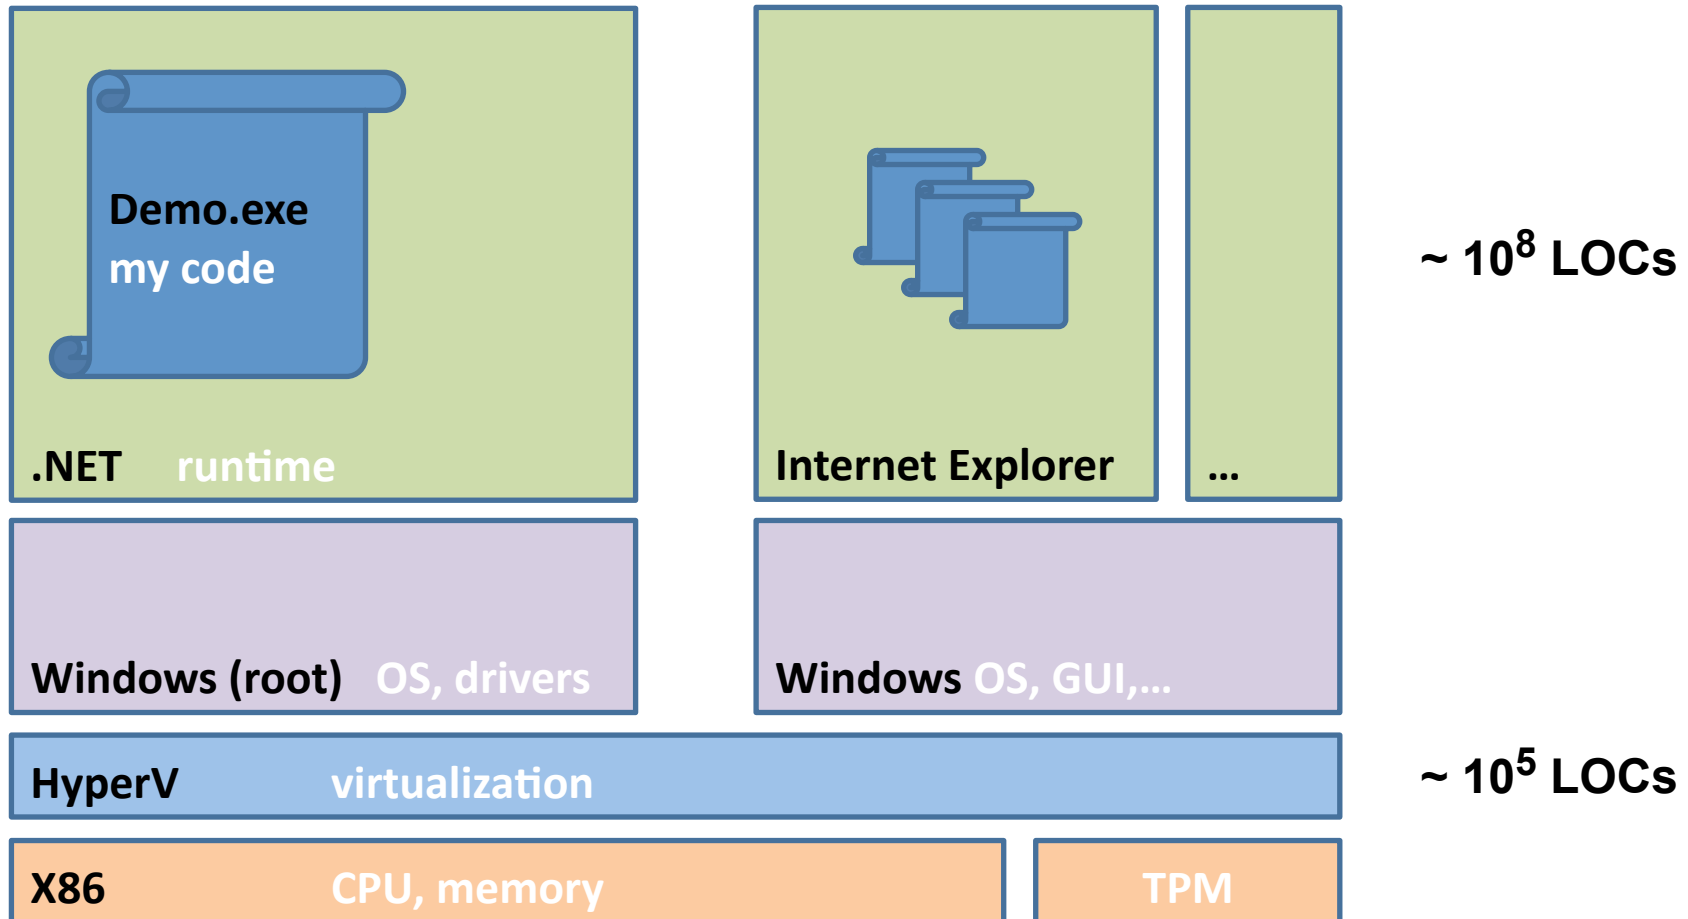 Demo.exe
my code
.NET runtime
Internet Explorer
...
~ 10⁸ LOCs
Windows (root) OS, drivers
Windows OS, GUI,...
HyperV virtualization
~ 10⁵ LOCs
X86 CPU, memory
TPM